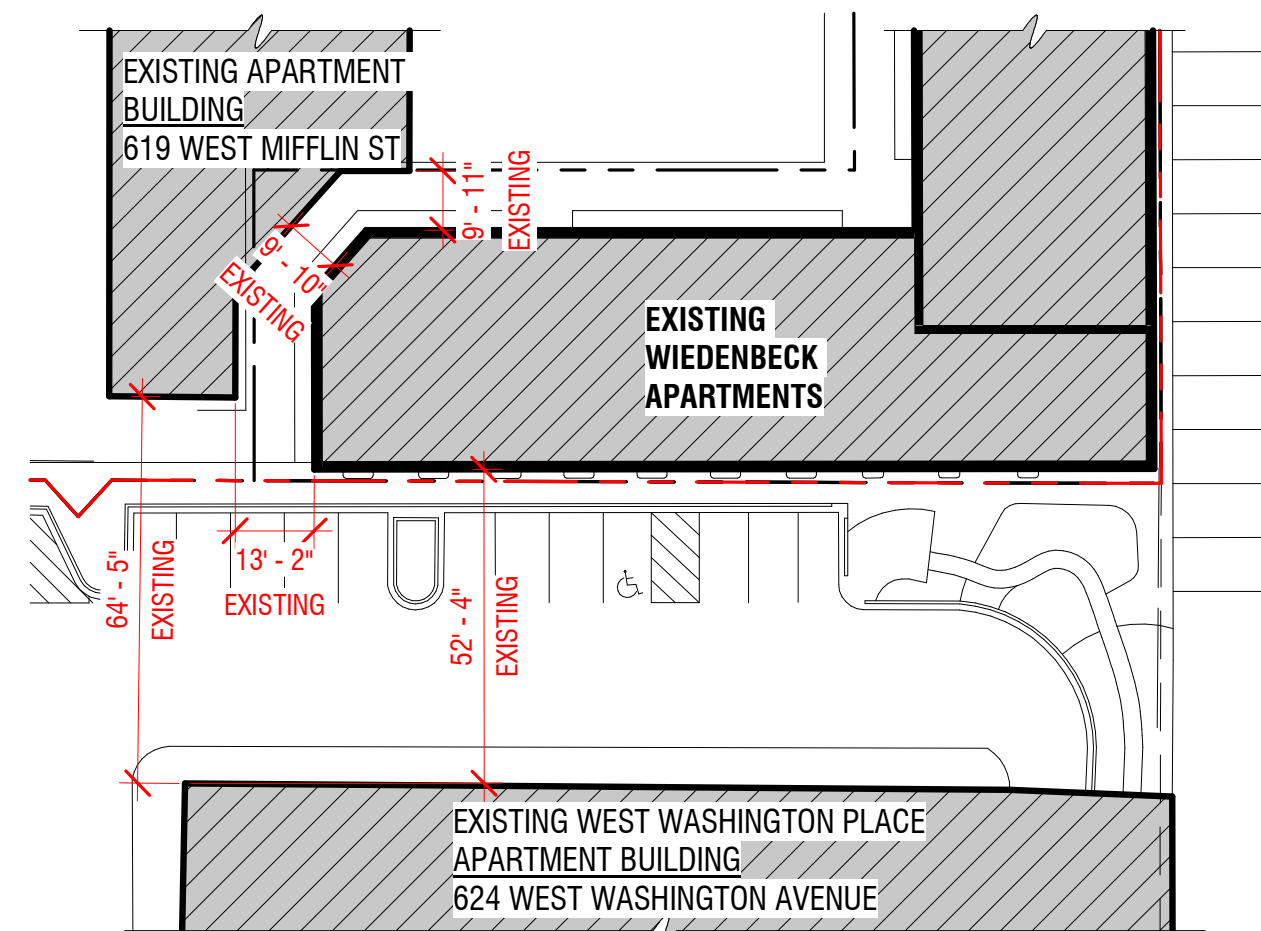 EXISTING APARTMENT
BUILDING
619 WEST MIFFLIN ST
9' - 11"
EXISTING
9' - 10"
EXISTING
EXISTING
WIEDENBECK
APARTMENTS
64' - 5"
EXISTING
13' - 2"
EXISTING
52' - 4"
EXISTING
EXISTING WEST WASHINGTON PLACE
APARTMENT BUILDING
624 WEST WASHINGTON AVENUE